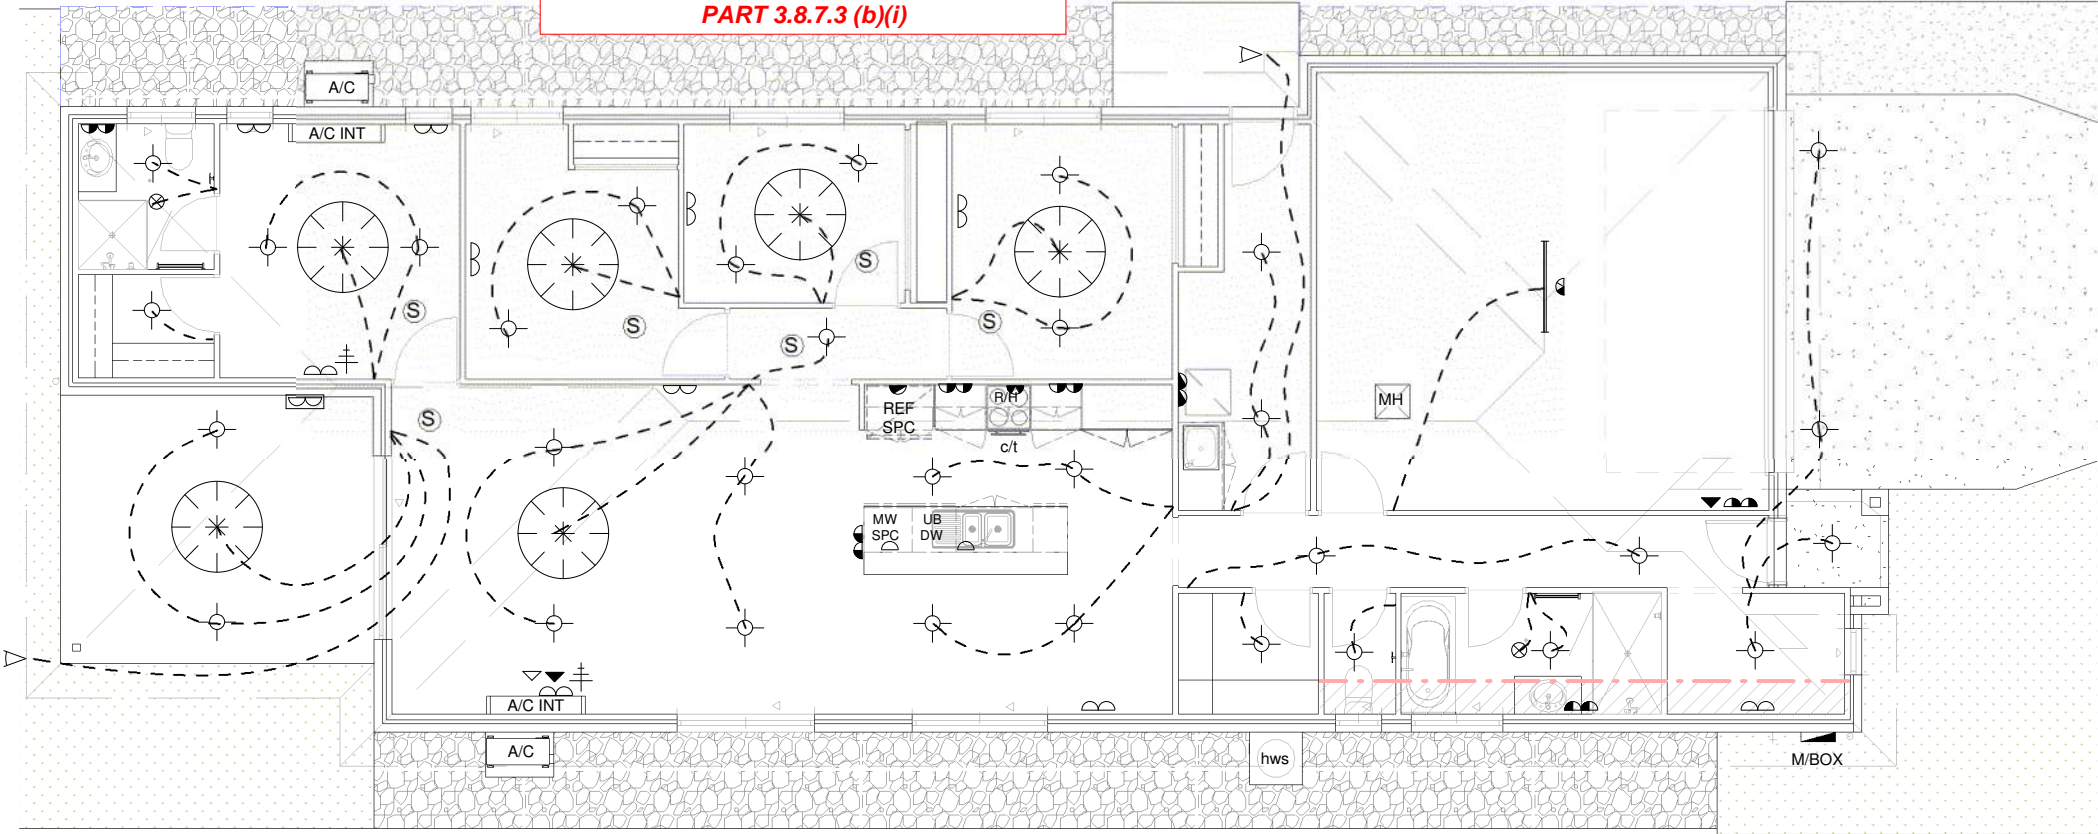 PART 3.8.7.3 (b)(i)
A/C
A/C INT
S
S
S
S
S
S
REF
SPC
R/H
c/t
MH
MW
SPC
UB
DW
A/C INT
A/C
hws
M/BOX